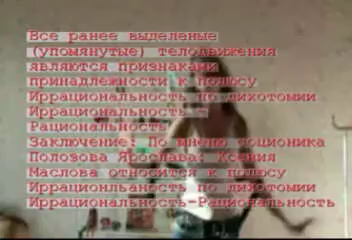 Все ранее выделеные
(упомянутые) телодвижения
являются признаками
принадлежности к полюсу
Иррациональность по дихотомии
Иррациональность -
Рациональность
Заключение: По мнению соционика
Полозова Ярослава: Ксения
Маслова относится к полюсу
Иррациональность по дихотомии
Иррациональность-Рациональность